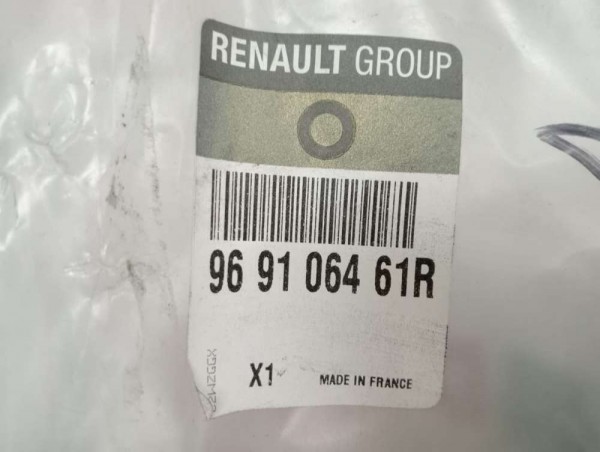 RENAULT GROUP
96 91 064 61R
X1
MADE IN FRANCE